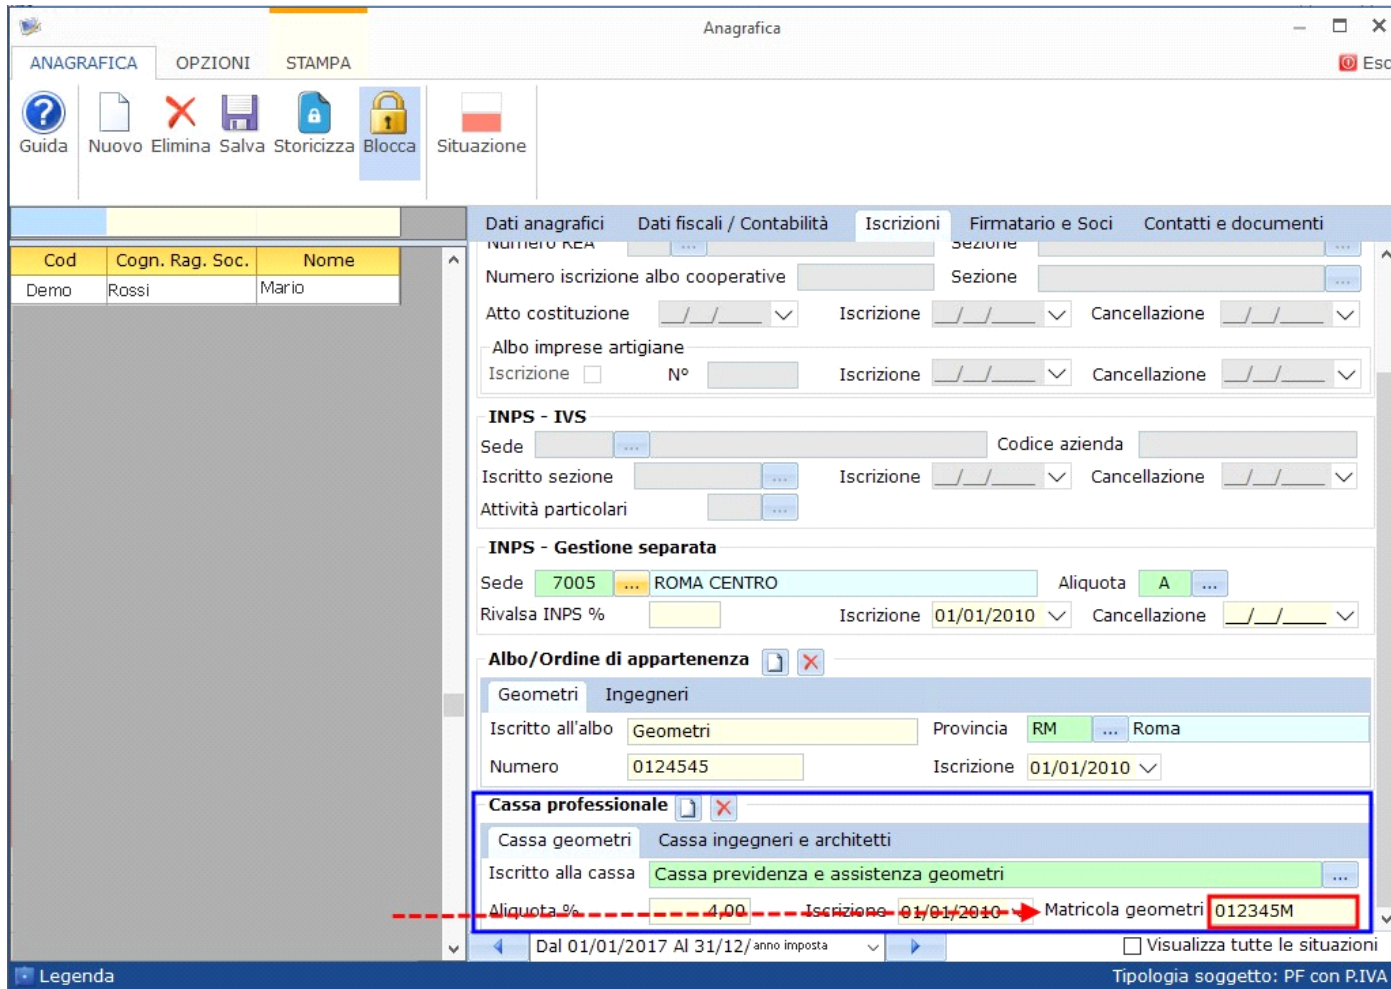 Anagrafica
ANAGRAFICA OPZIONI STAMPA Esc
Guida Nuovo Elimina Salva Storicizza Blocca Situazione
Dati anagrafici Dati fiscali / Contabilità Iscrizioni Firmatario e Soci Contatti e documenti
Cod Cogn. Rag. Soc. Nome
Demo Rossi Mario
Numero REA ... Sezione ...
Numero iscrizione albo cooperative Sezione ...
Atto costituzione __/__/____ Iscrizione __/__/____ Cancellazione __/__/____
Albo imprese artigiane
Iscrizione N° Iscrizione __/__/____ Cancellazione __/__/____
INPS - IVS
Sede ... Codice azienda
Iscritto sezione ... Iscrizione __/__/____ Cancellazione __/__/____
Attività particolari ...
INPS - Gestione separata
Sede 7005 ... ROMA CENTRO Aliquota A ...
Rivalsa INPS % Iscrizione 01/01/2010 Cancellazione __/__/____
Albo/Ordine di appartenenza
Geometri Ingegneri
Iscritto all'albo Geometri Provincia RM ... Roma
Numero 0124545 Iscrizione 01/01/2010
Cassa professionale
Cassa geometri Cassa ingegneri e architetti
Iscritto alla cassa Cassa previdenza e assistenza geometri ...
Aliquota % 4,00 Iscrizione 01/01/2010 Matricola geometri 012345M
Dal 01/01/2017 Al 31/12/ anno imposta Visualizza tutte le situazioni
Legenda Tipologia soggetto: PF con P.IVA